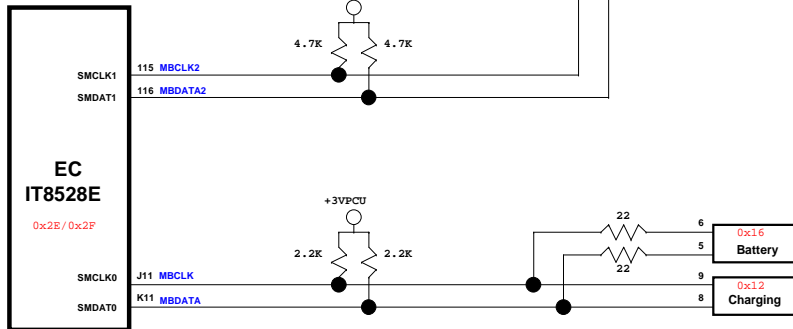 4.7K 4.7K
SMCLK1 115 MBCLK2
SMDAT1 116 MBDATA2
EC
IT8528E
0x2E/0x2F
+3VPCU
2.2K 2.2K
22
6 0x16
5 Battery
22
SMCLK0 J11 MBCLK
9 0x12
SMDAT0 K11 MBDATA
8 Charging